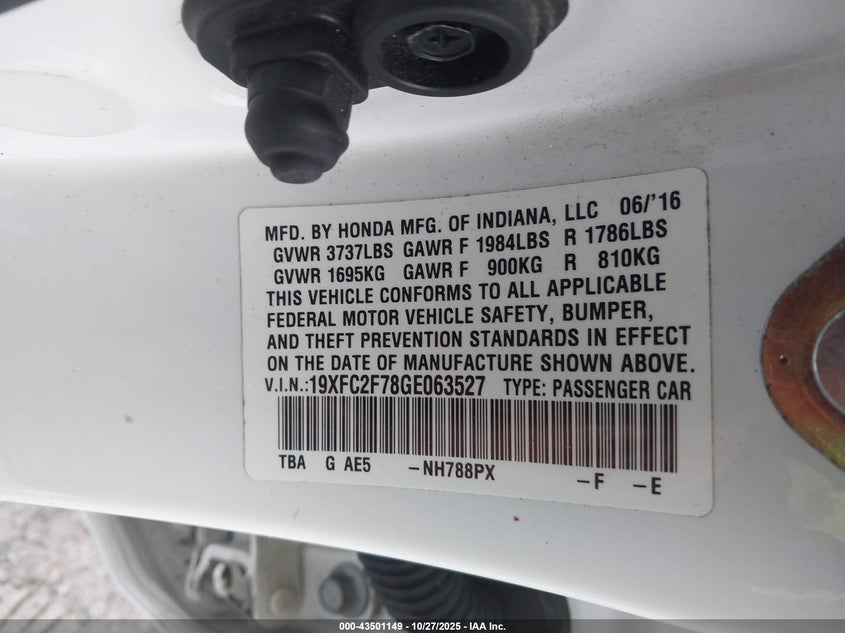 MFD. BY HONDA MFG. OF INDIANA, LLC 06/'16
GVWR 3737LBS GAWR F 1984LBS R 1786LBS
GVWR 1695KG GAWR F 900KG R 810KG
THIS VEHICLE CONFORMS TO ALL APPLICABLE
FEDERAL MOTOR VEHICLE SAFETY, BUMPER,
AND THEFT PREVENTION STANDARDS IN EFFECT
ON THE DATE OF MANUFACTURE SHOWN ABOVE.
V.I.N.:19XFC2F78GE063527 TYPE: PASSENGER CAR
TBA G AE5 -NH788PX -F -E
000-43501149 - 10/27/2025 - IAA Inc.